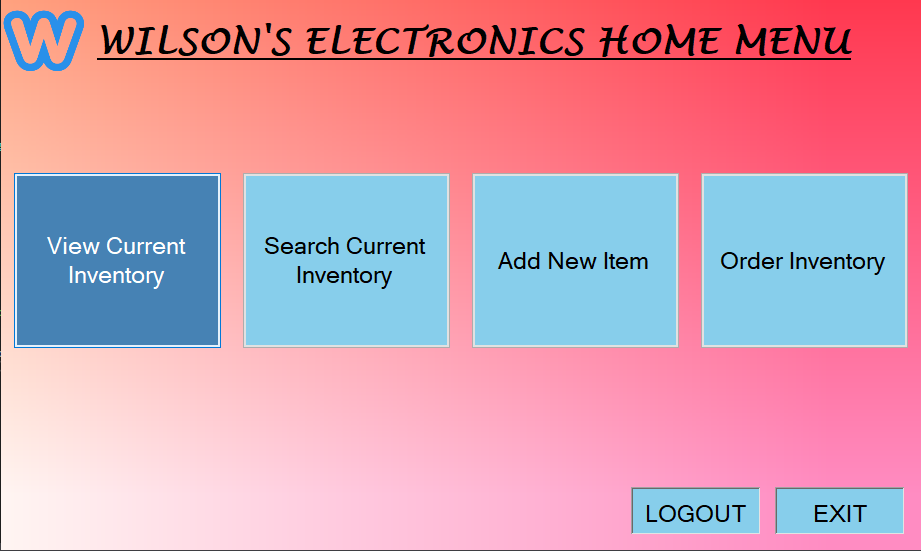 W WILSON'S ELECTRONICS HOME MENU
View Current
Inventory
Search Current
Inventory
Add New Item
Order Inventory
LOGOUT
EXIT